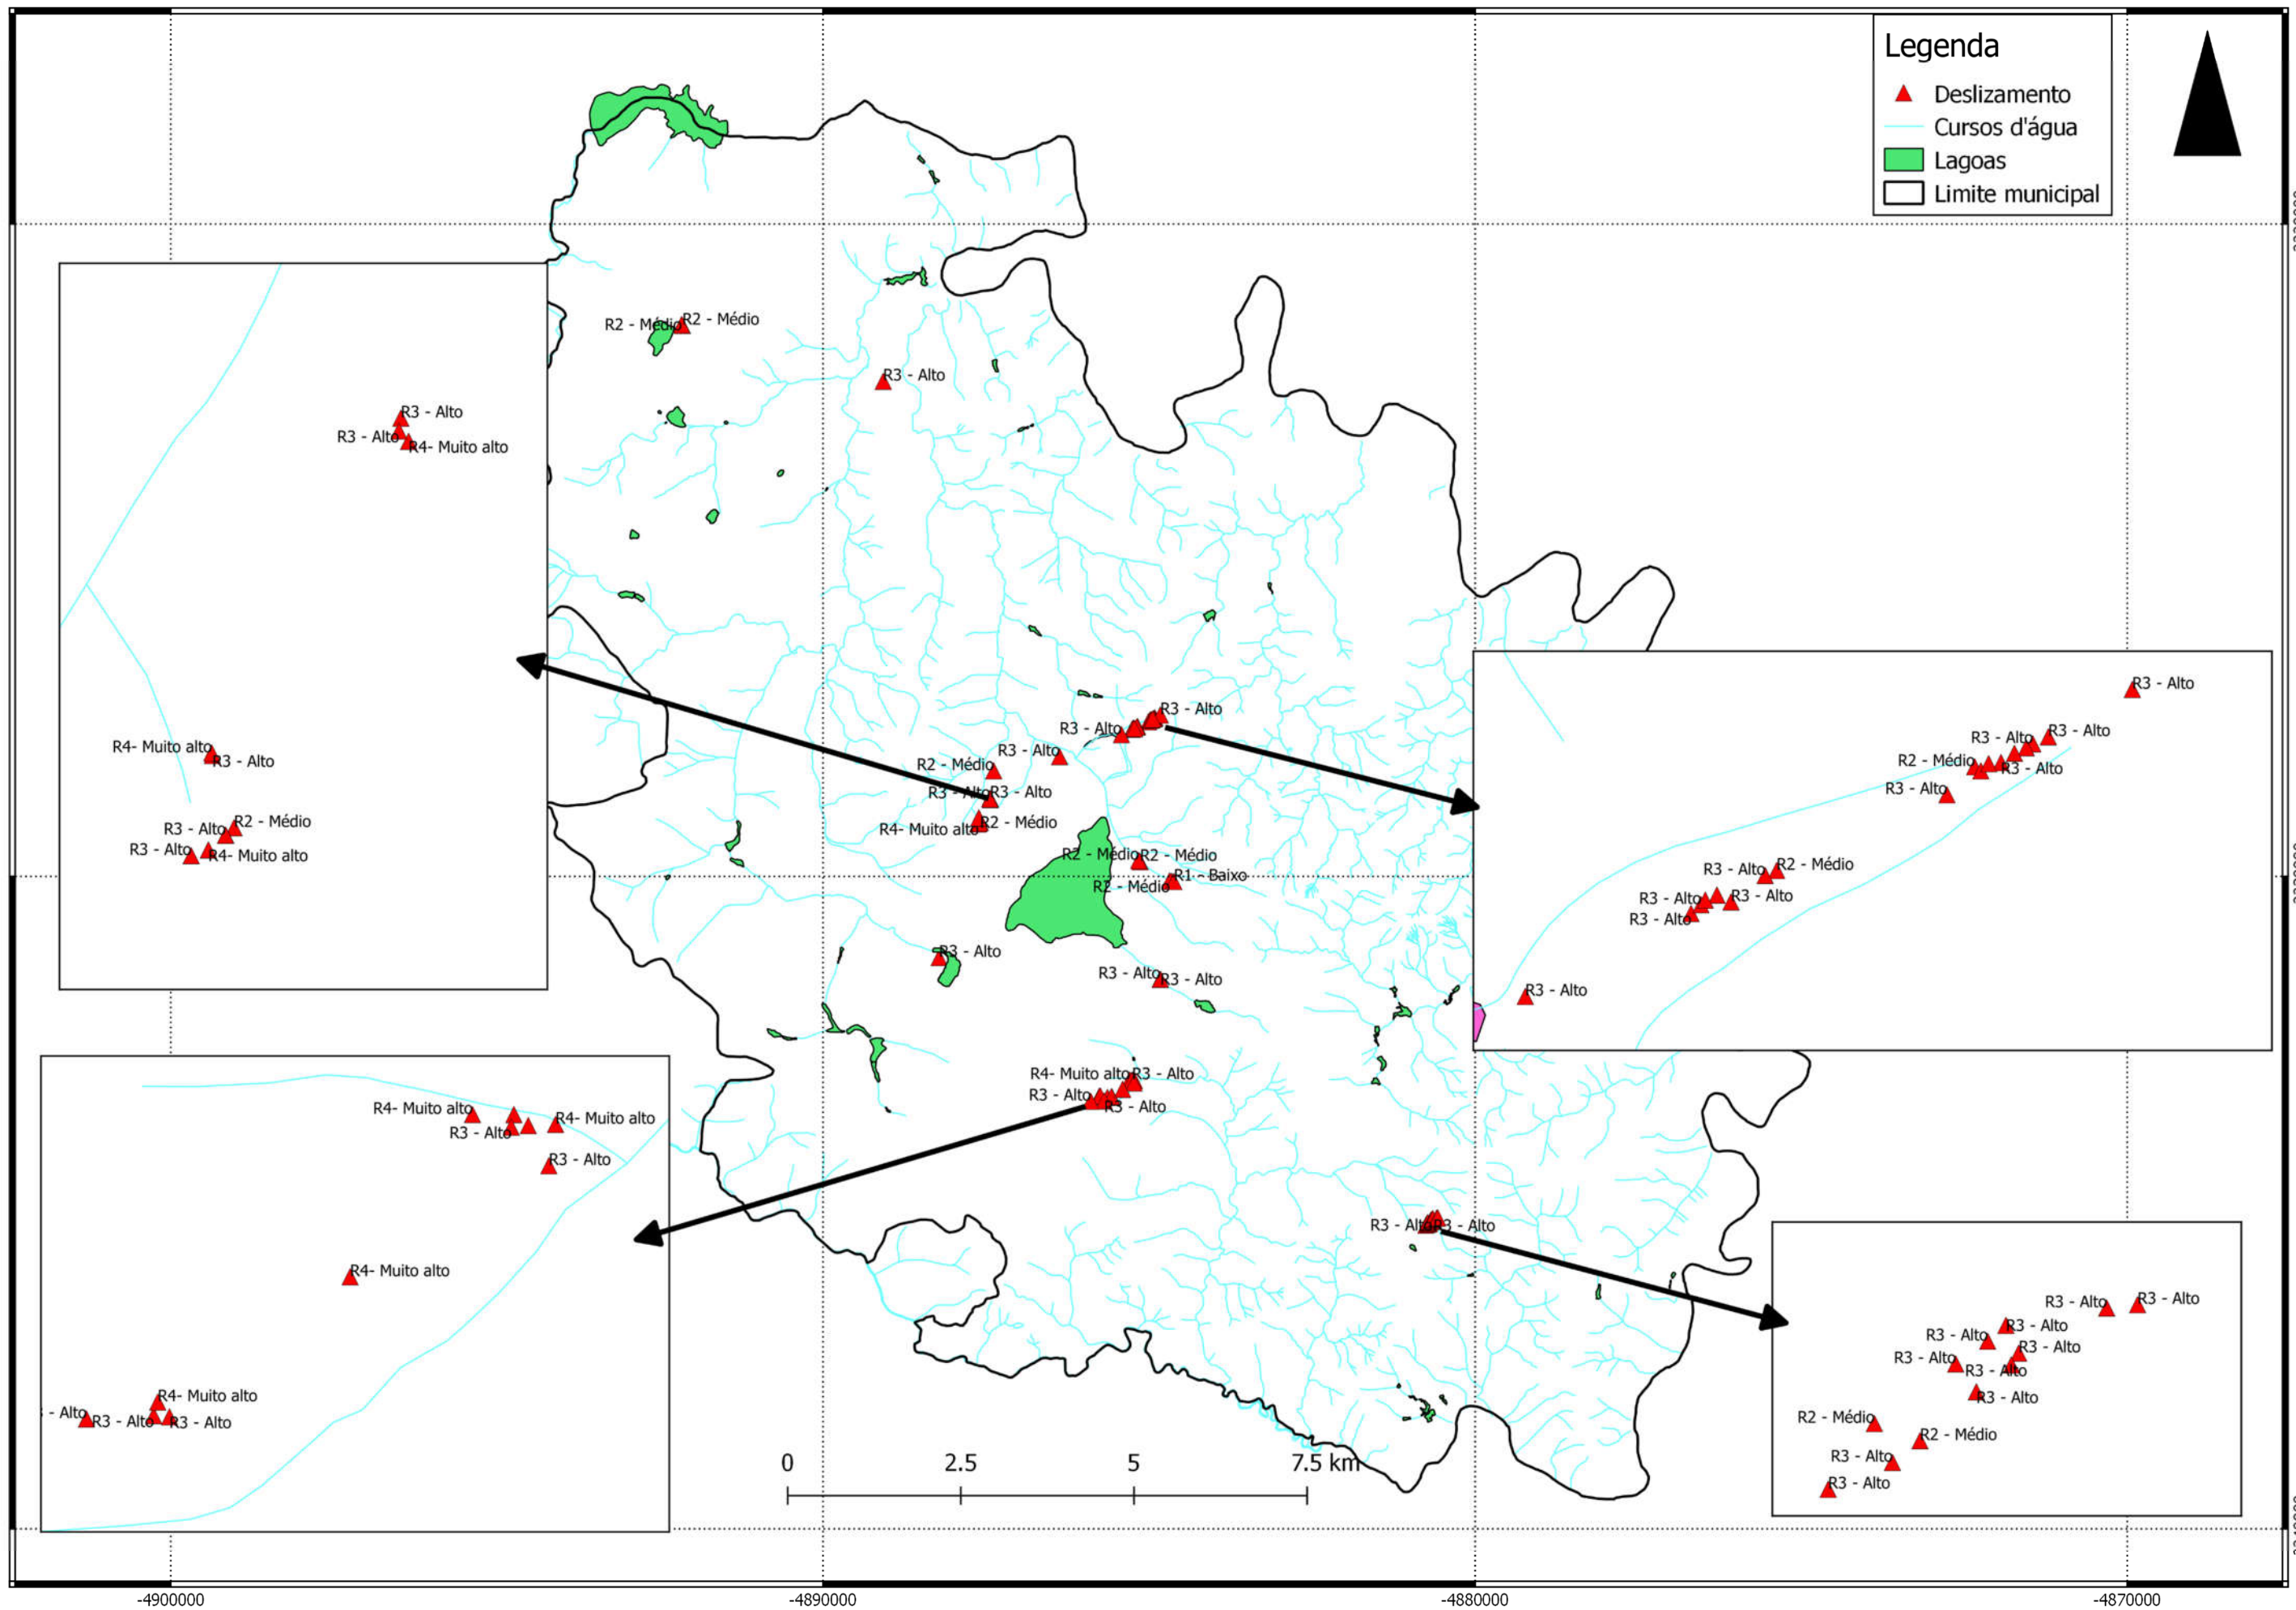 Legenda
Deslizamento
Cursos d'água
Lagoas
Limite municipal
R2 - Médio
R2 - Médio
R3 - Alto
R3 - Alto
R3 - Alto
R4- Muito alto
R4- Muito alto
R3 - Alto
R3 - Alto
R2 - Médio
R3 - Alto
R4- Muito alto
R3 - Alto
R3 - Alto
R3 - Alto
R2 - Médio
R3 - Alto
R3 - Alto
R4- Muito alto
R2 - Médio
R2 - Médio
R2 - Médio
R1 - Baixo
R2 - Médio
R3 - Alto
R3 - Alto
R3 - Alto
R3 - Alto
R3 - Alto
R3 - Alto
R2 - Médio
R3 - Alto
R3 - Alto
R3 - Alto
R2 - Médio
R3 - Alto
R3 - Alto
R3 - Alto
R3 - Alto
R4- Muito alto
R3 - Alto
R3 - Alto
R3 - Alto
R4- Muito alto
R4- Muito alto
R3 - Alto
R3 - Alto
R4- Muito alto
R4- Muito alto
- Alto
R3 - Alto
R3 - Alto
R3 - Alto
R3 - Alto
R3 - Alto
R3 - Alto
R3 - Alto
R3 - Alto
R3 - Alto
R3 - Alto
R3 - Alto
R3 - Alto
R2 - Médio
R2 - Médio
R3 - Alto
R3 - Alto
0 2.5 5 7.5 km
-4900000 -4890000 -4880000 -4870000